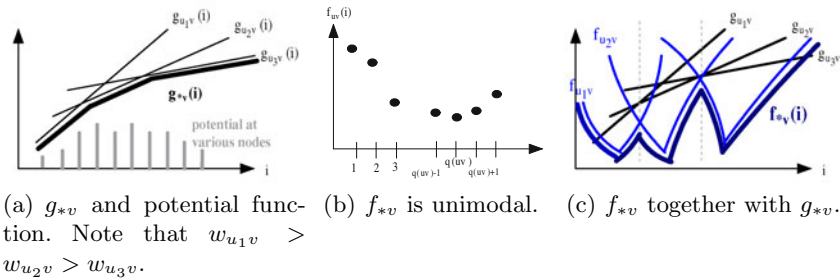 g_{u_1v}(i)
g_{u_2v}(i)
g_{u_3v}(i)
g_{*v}(i)
potential at
various nodes
i
f_{uv}(i)
1 2 3 q(uv)-1 q(uv) q(uv)+1
i
g_{u_1v}
f_{u_2v}
g_{u_2v}
g_{u_3v}
f_{u_1v}
f_{*v}(i)
i
(a) g_{*v} and potential func-
tion. Note that w_{u_1v} >
w_{u_2v} > w_{u_3v}.
(b) f_{*v} is unimodal.
(c) f_{*v} together with g_{*v}.